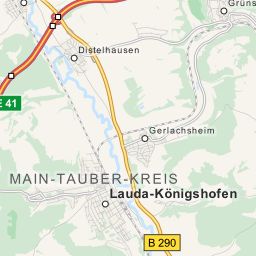 Grüns
Distelhausen
E 41
Gerlachsheim
MAIN-TAUBER-KREIS
Lauda-Königshofen
B 290